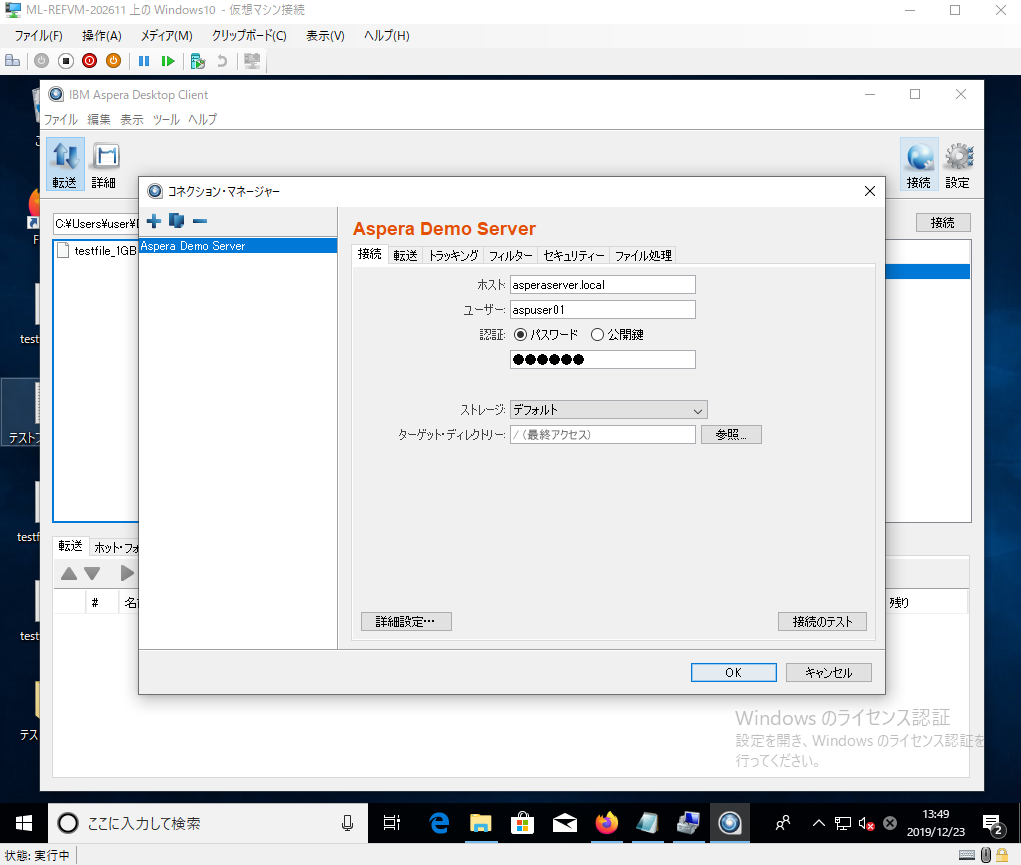 ML-REFVM-202611 上の Windows10 - 仮想マシン接続
ファイル(F) 操作(A) メディア(M) クリップボード(C) 表示(V) ヘルプ(H)
IBM Aspera Desktop Client
ファイル 編集 表示 ツール ヘルプ
転送 詳細 接続 設定
コネクション・マネージャー
C:¥Users¥user¥ 接続
testfile_1GB
Aspera Demo Server
Aspera Demo Server
接続 転送 トラッキング フィルター セキュリティー ファイル処理
ホスト: asperaserver.local
ユーザー: aspuser01
認証: パスワード 公開鍵
●●●●●●
ストレージ: デフォルト
ターゲット・ディレクトリー: / (最終アクセス) 参照...
詳細設定… 接続のテスト
OK キャンセル
test
テスト
testf
test
テス
転送 ホット・フォ
# 名前 残り
Windows のライセンス認証
設定を開き、Windows のライセンス認証を
行ってください。
ここに入力して検索
13:49
2019/12/23
2
状態: 実行中